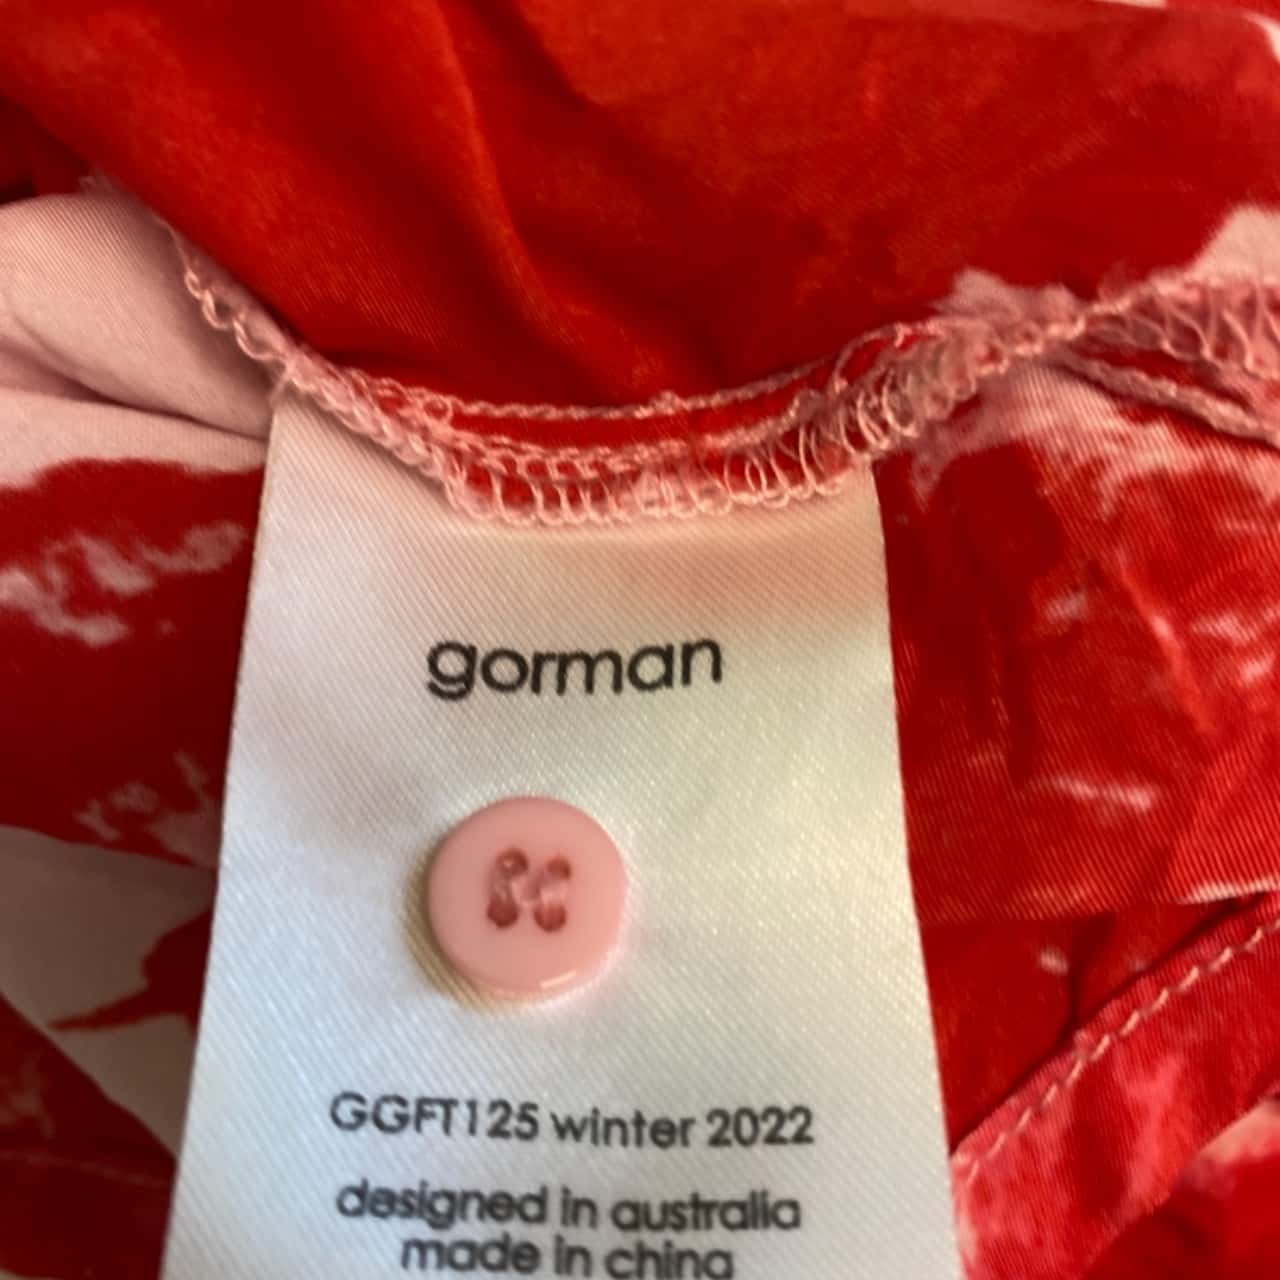 gorman
GGFT125 winter 2022
designed in australia
made in china